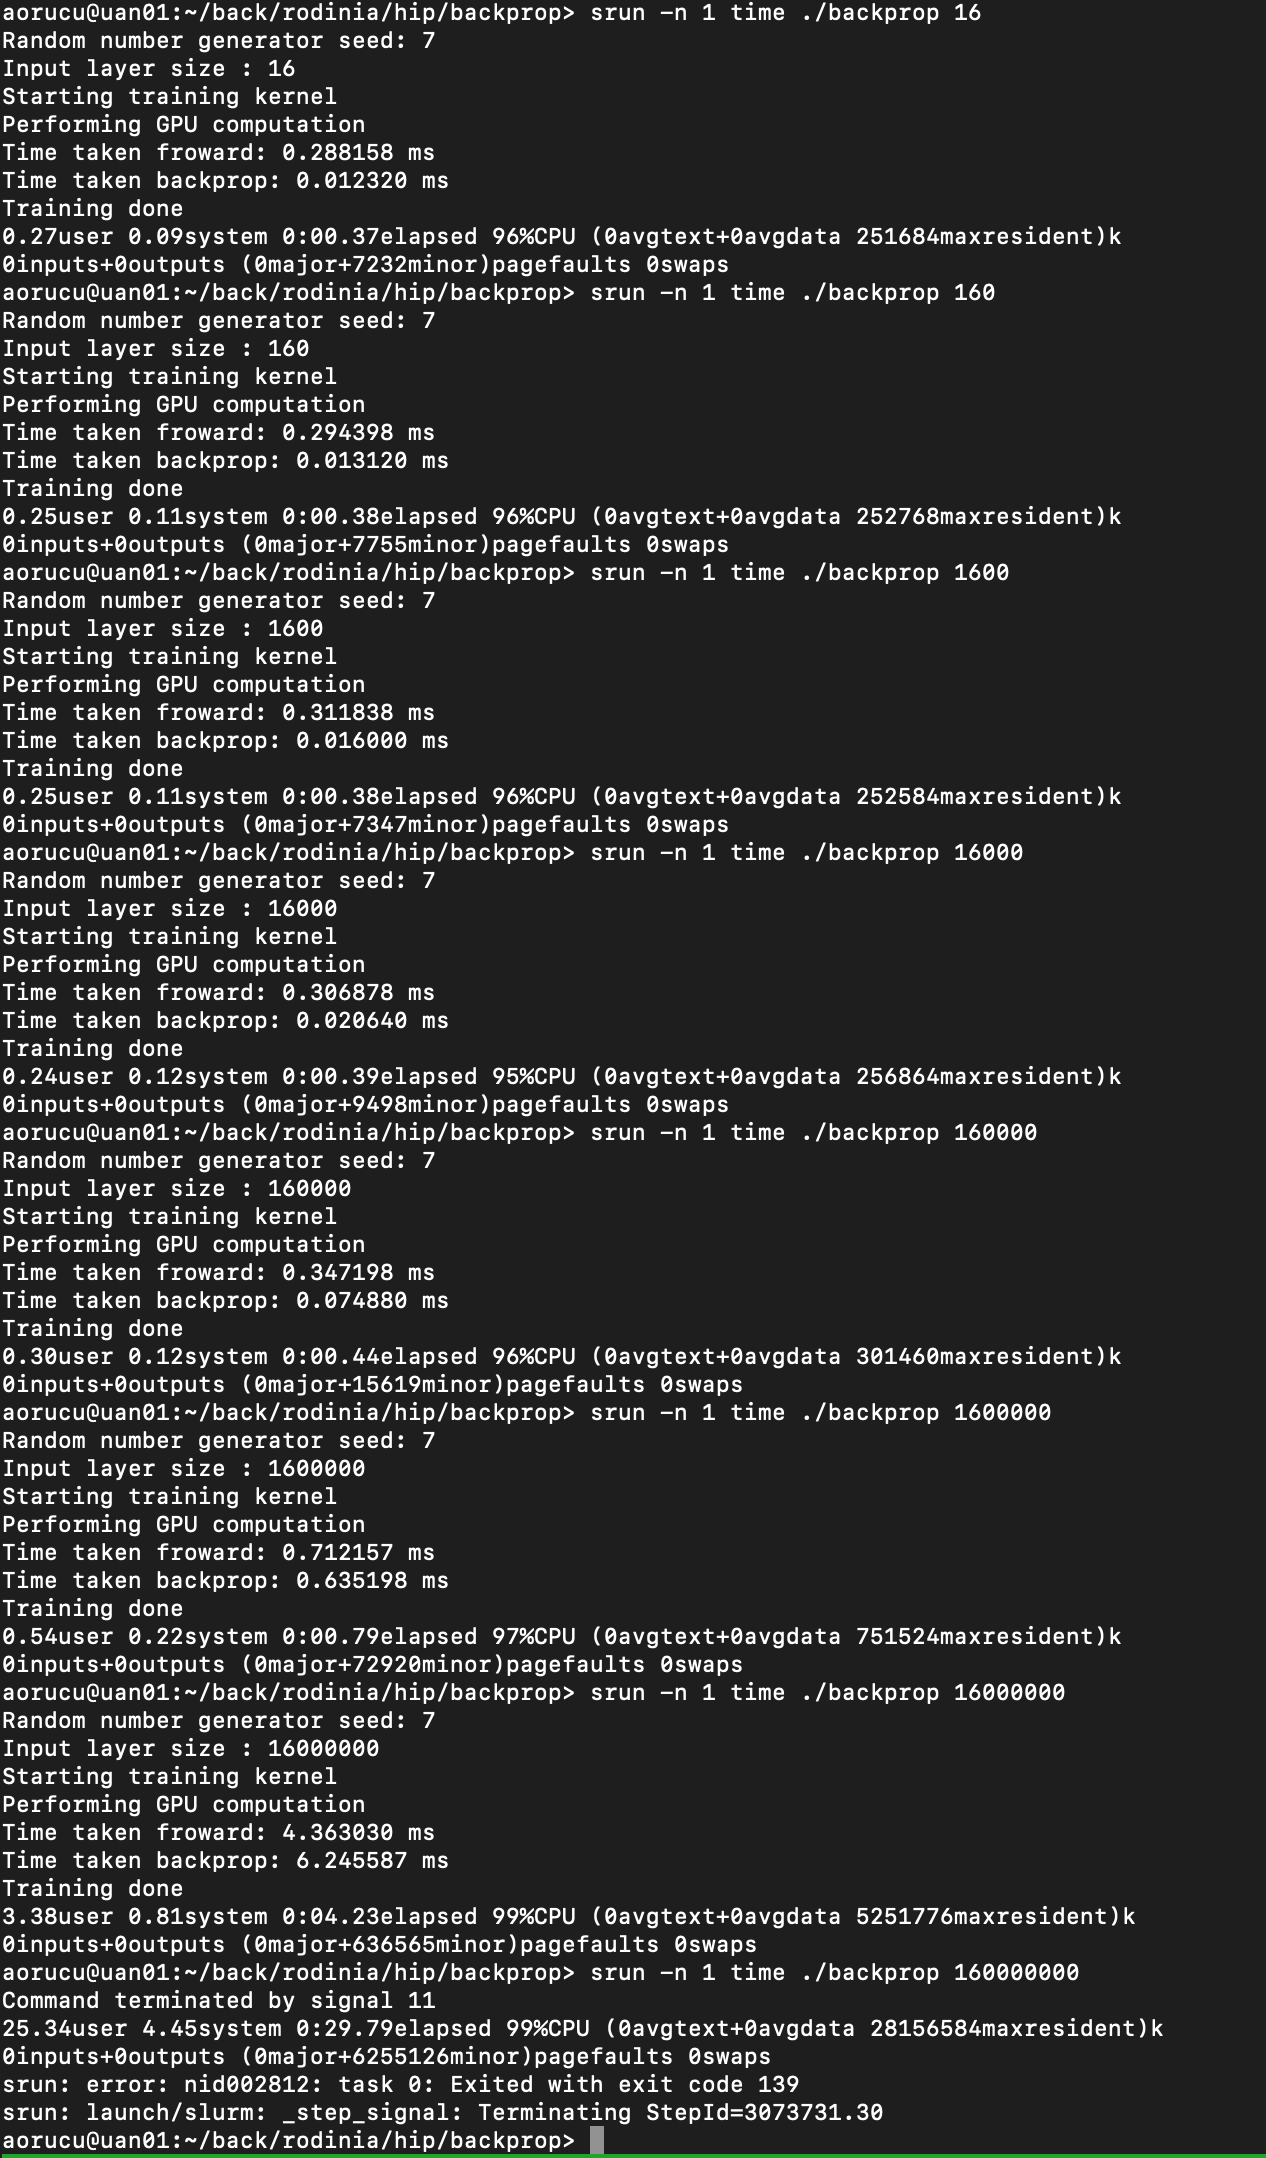 aorucu@uan01:~/back/rodinia/hip/backprop> srun -n 1 time ./backprop 16
Random number generator seed: 7
Input layer size : 16
Starting training kernel
Performing GPU computation
Time taken froward: 0.288158 ms
Time taken backprop: 0.012320 ms
Training done
0.27user 0.09system 0:00.37elapsed 96%CPU (0avgtext+0avgdata 251684maxresident)k
0inputs+0outputs (0major+7232minor)pagefaults 0swaps
aorucu@uan01:~/back/rodinia/hip/backprop> srun -n 1 time ./backprop 160
Random number generator seed: 7
Input layer size : 160
Starting training kernel
Performing GPU computation
Time taken froward: 0.294398 ms
Time taken backprop: 0.013120 ms
Training done
0.25user 0.11system 0:00.38elapsed 96%CPU (0avgtext+0avgdata 252768maxresident)k
0inputs+0outputs (0major+7755minor)pagefaults 0swaps
aorucu@uan01:~/back/rodinia/hip/backprop> srun -n 1 time ./backprop 1600
Random number generator seed: 7
Input layer size : 1600
Starting training kernel
Performing GPU computation
Time taken froward: 0.311838 ms
Time taken backprop: 0.016000 ms
Training done
0.25user 0.11system 0:00.38elapsed 96%CPU (0avgtext+0avgdata 252584maxresident)k
0inputs+0outputs (0major+7347minor)pagefaults 0swaps
aorucu@uan01:~/back/rodinia/hip/backprop> srun -n 1 time ./backprop 16000
Random number generator seed: 7
Input layer size : 16000
Starting training kernel
Performing GPU computation
Time taken froward: 0.306878 ms
Time taken backprop: 0.020640 ms
Training done
0.24user 0.12system 0:00.39elapsed 95%CPU (0avgtext+0avgdata 256864maxresident)k
0inputs+0outputs (0major+9498minor)pagefaults 0swaps
aorucu@uan01:~/back/rodinia/hip/backprop> srun -n 1 time ./backprop 160000
Random number generator seed: 7
Input layer size : 160000
Starting training kernel
Performing GPU computation
Time taken froward: 0.347198 ms
Time taken backprop: 0.074880 ms
Training done
0.30user 0.12system 0:00.44elapsed 96%CPU (0avgtext+0avgdata 301460maxresident)k
0inputs+0outputs (0major+15619minor)pagefaults 0swaps
aorucu@uan01:~/back/rodinia/hip/backprop> srun -n 1 time ./backprop 1600000
Random number generator seed: 7
Input layer size : 1600000
Starting training kernel
Performing GPU computation
Time taken froward: 0.712157 ms
Time taken backprop: 0.635198 ms
Training done
0.54user 0.22system 0:00.79elapsed 97%CPU (0avgtext+0avgdata 751524maxresident)k
0inputs+0outputs (0major+72920minor)pagefaults 0swaps
aorucu@uan01:~/back/rodinia/hip/backprop> srun -n 1 time ./backprop 16000000
Random number generator seed: 7
Input layer size : 16000000
Starting training kernel
Performing GPU computation
Time taken froward: 4.363030 ms
Time taken backprop: 6.245587 ms
Training done
3.38user 0.81system 0:04.23elapsed 99%CPU (0avgtext+0avgdata 5251776maxresident)k
0inputs+0outputs (0major+636565minor)pagefaults 0swaps
aorucu@uan01:~/back/rodinia/hip/backprop> srun -n 1 time ./backprop 160000000
Command terminated by signal 11
25.34user 4.45system 0:29.79elapsed 99%CPU (0avgtext+0avgdata 28156584maxresident)k
0inputs+0outputs (0major+6255126minor)pagefaults 0swaps
srun: error: nid002812: task 0: Exited with exit code 139
srun: launch/slurm: _step_signal: Terminating StepId=3073731.30
aorucu@uan01:~/back/rodinia/hip/backprop>